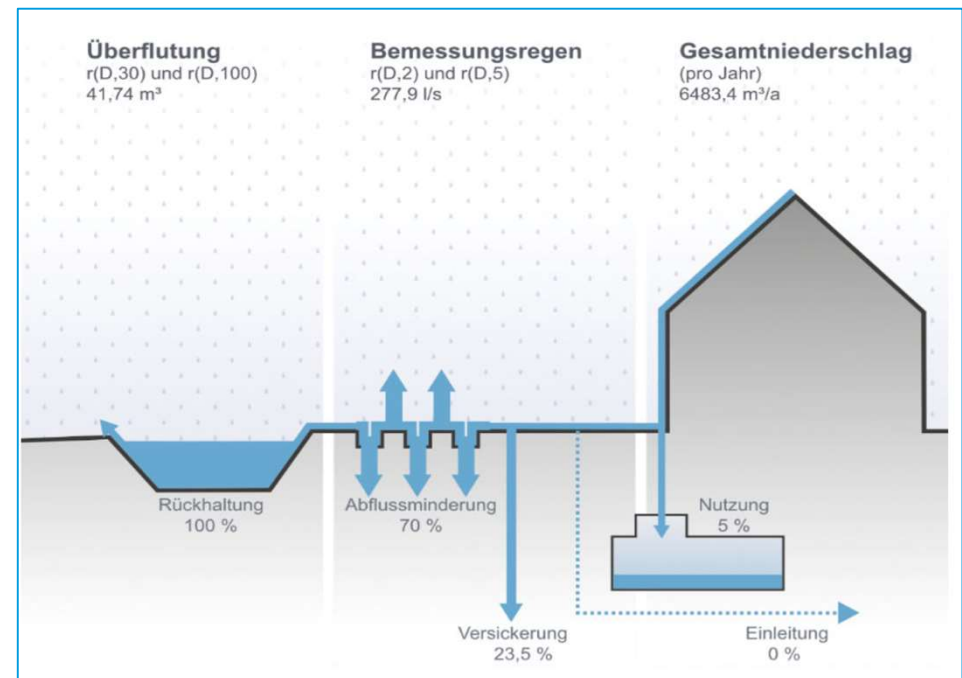 Überflutung
r(D,30) und r(D,100)
41,74 m³
Bemessungsregen
r(D,2) und r(D,5)
277,9 l/s
Gesamtniederschlag
(pro Jahr)
6483,4 m³/a
Rückhaltung
100 %
Abflussminderung
70 %
Nutzung
5 %
Versickerung
23,5 %
Einleitung
0 %